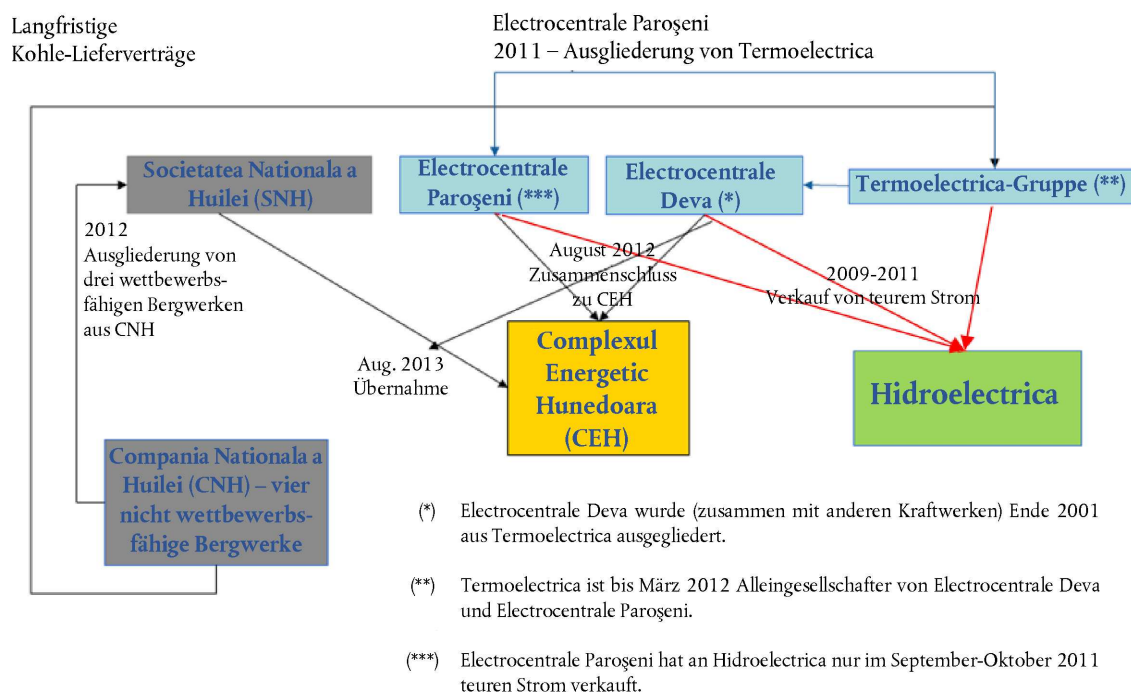 Langfristige
Kohle-Lieferverträge
Electrocentrale Paroşeni
2011 – Ausgliederung von Termoelectrica
Societatea Nationala a
Huilei (SNH)
Electrocentrale
Paroşeni (***)
Electrocentrale
Deva (*)
Termoelectrica-Gruppe (**)
2012
Ausgliederung von
drei wettbewerbs-
fähigen Bergwerken
aus CNH
August 2012
Zusammenschluss
zu CEH
2009-2011
Verkauf von teurem Strom
Aug. 2013
Übernahme
Complexul
Energetic
Hunedoara
(CEH)
Hidroelectrica
Compania Nationala a
Huilei (CNH) – vier
nicht wettbewerbs-
fähige Bergwerke
(*) Electrocentrale Deva wurde (zusammen mit anderen Kraftwerken) Ende 2001
aus Termoelectrica ausgegliedert.
(**) Termoelectrica ist bis März 2012 Alleingesellschafter von Electrocentrale Deva
und Electrocentrale Paroşeni.
(***) Electrocentrale Paroşeni hat an Hidroelectrica nur im September-Oktober 2011
teuren Strom verkauft.